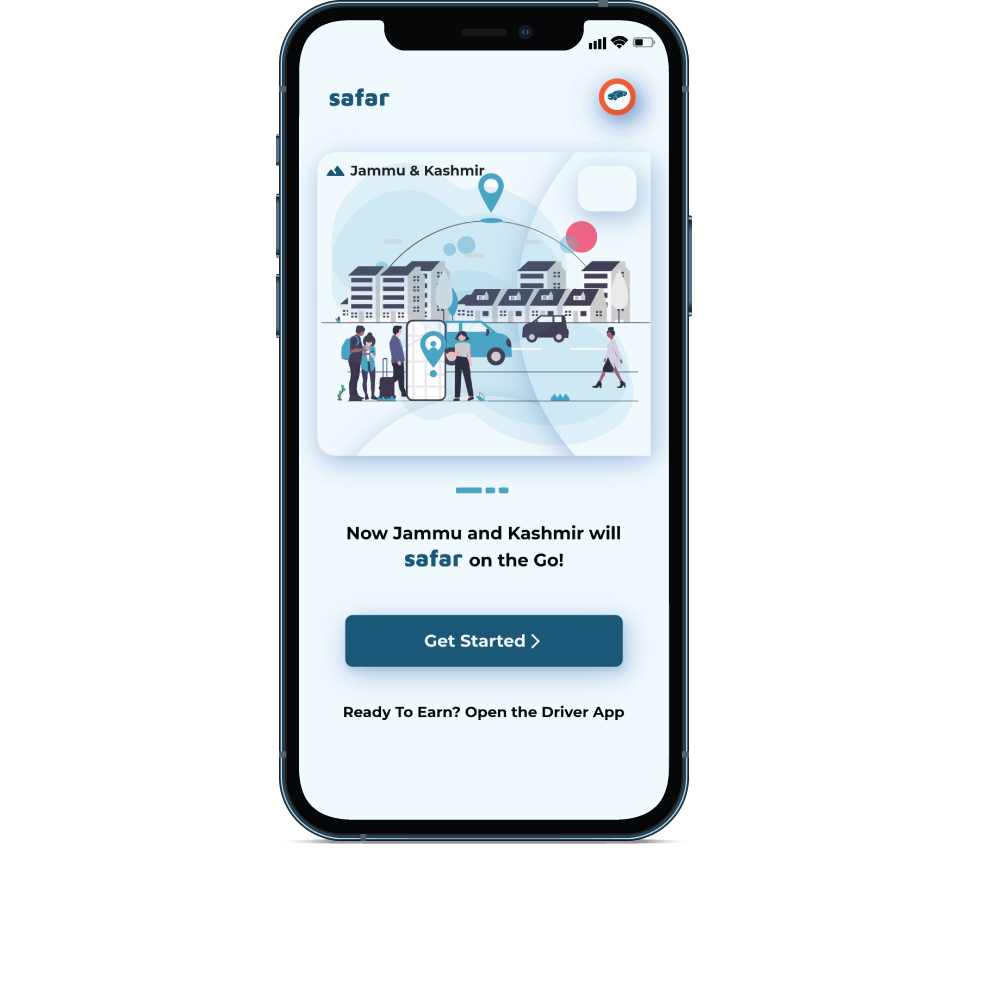 safar
Jammu & Kashmir
Now Jammu and Kashmir will
safar on the Go!
Get Started
Ready To Earn? Open the Driver App